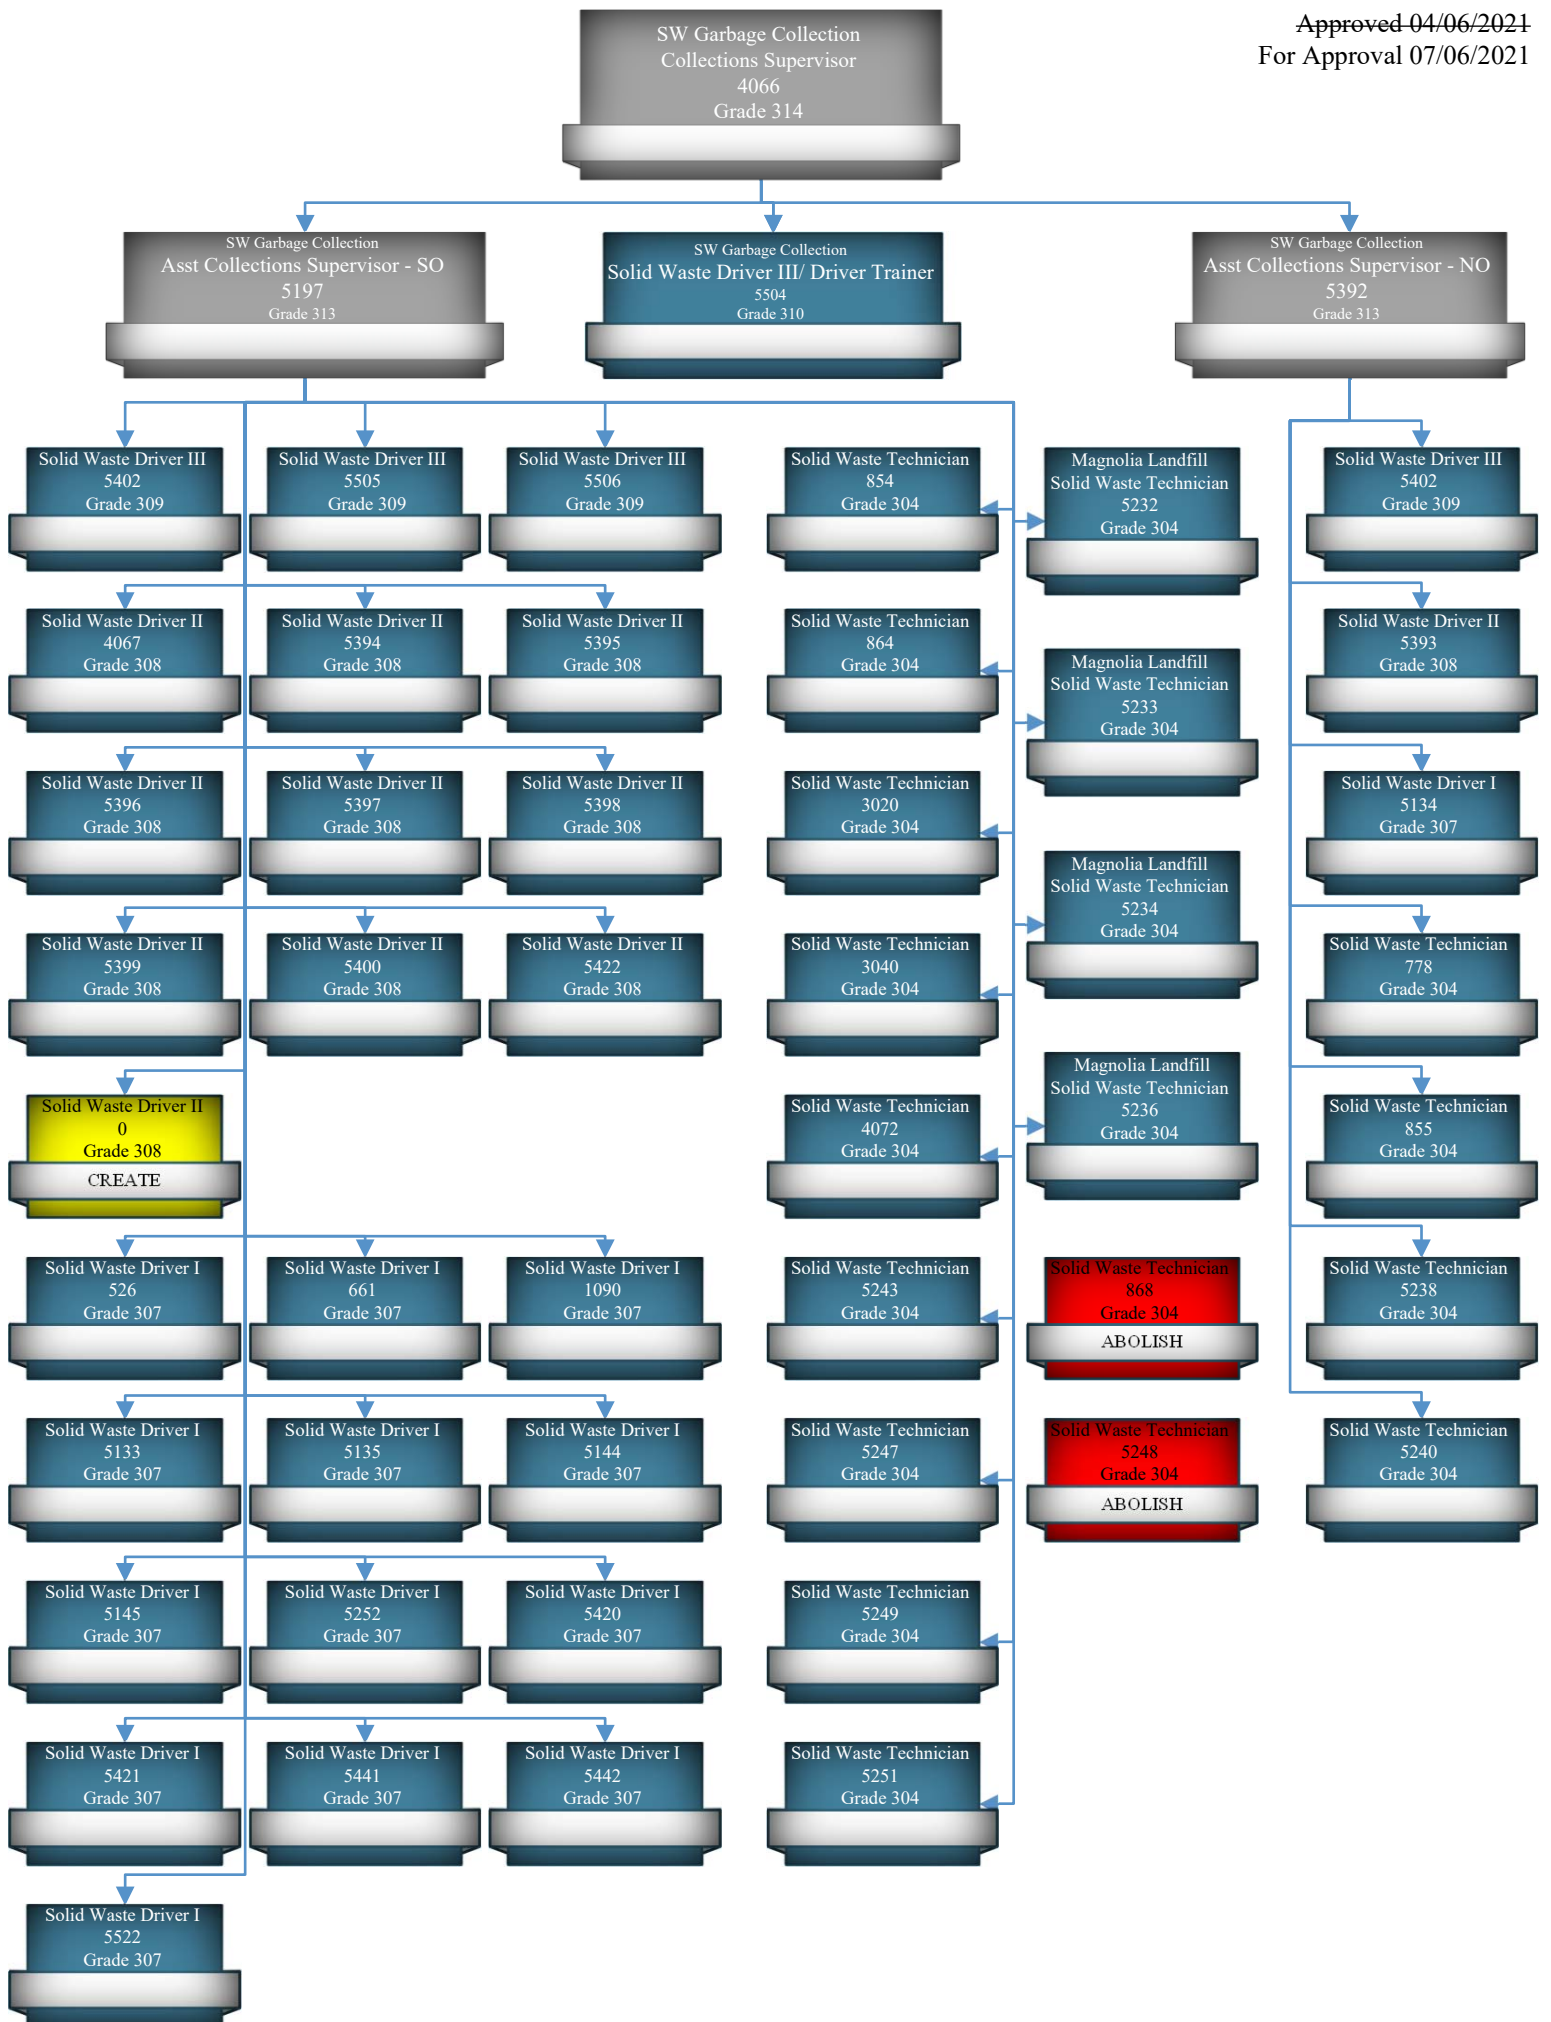 Approved 04/06/2021
For Approval 07/06/2021
SW Garbage Collection
Collections Supervisor
4066
Grade 314
SW Garbage Collection
Asst Collections Supervisor - SO
5197
Grade 313
SW Garbage Collection
Solid Waste Driver III/ Driver Trainer
5504
Grade 310
SW Garbage Collection
Asst Collections Supervisor - NO
5392
Grade 313
Solid Waste Driver III
5402
Grade 309
Solid Waste Driver III
5505
Grade 309
Solid Waste Driver III
5506
Grade 309
Solid Waste Technician
854
Grade 304
Magnolia Landfill
Solid Waste Technician
5232
Grade 304
Solid Waste Driver III
5402
Grade 309
Solid Waste Driver II
4067
Grade 308
Solid Waste Driver II
5394
Grade 308
Solid Waste Driver II
5395
Grade 308
Solid Waste Technician
864
Grade 304
Magnolia Landfill
Solid Waste Technician
5233
Grade 304
Solid Waste Driver II
5393
Grade 308
Solid Waste Driver II
5396
Grade 308
Solid Waste Driver II
5397
Grade 308
Solid Waste Driver II
5398
Grade 308
Solid Waste Technician
3020
Grade 304
Magnolia Landfill
Solid Waste Technician
5234
Grade 304
Solid Waste Driver I
5134
Grade 307
Solid Waste Driver II
5399
Grade 308
Solid Waste Driver II
5400
Grade 308
Solid Waste Driver II
5422
Grade 308
Solid Waste Technician
3040
Grade 304
Magnolia Landfill
Solid Waste Technician
5236
Grade 304
Solid Waste Technician
778
Grade 304
Solid Waste Driver II
0
Grade 308
CREATE
Solid Waste Technician
4072
Grade 304
Solid Waste Technician
855
Grade 304
Solid Waste Driver I
526
Grade 307
Solid Waste Driver I
661
Grade 307
Solid Waste Driver I
1090
Grade 307
Solid Waste Technician
5243
Grade 304
Solid Waste Technician
868
Grade 304
ABOLISH
Solid Waste Technician
5238
Grade 304
Solid Waste Driver I
5133
Grade 307
Solid Waste Driver I
5135
Grade 307
Solid Waste Driver I
5144
Grade 307
Solid Waste Technician
5247
Grade 304
Solid Waste Technician
5248
Grade 304
ABOLISH
Solid Waste Technician
5240
Grade 304
Solid Waste Driver I
5145
Grade 307
Solid Waste Driver I
5252
Grade 307
Solid Waste Driver I
5420
Grade 307
Solid Waste Technician
5249
Grade 304
Solid Waste Driver I
5421
Grade 307
Solid Waste Driver I
5441
Grade 307
Solid Waste Driver I
5442
Grade 307
Solid Waste Technician
5251
Grade 304
Solid Waste Driver I
5522
Grade 307